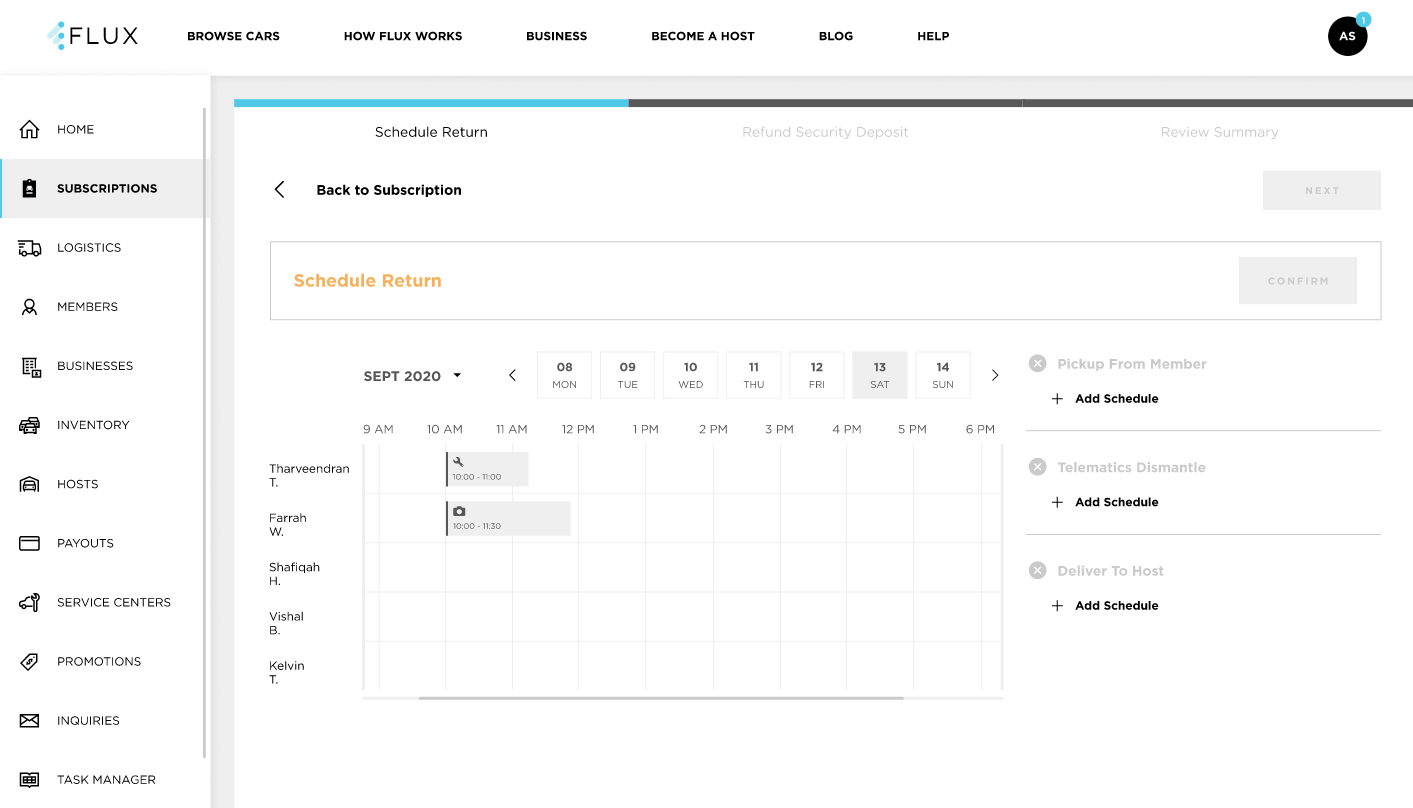 FLUX
BROWSE CARS
HOW FLUX WORKS
BUSINESS
BECOME A HOST
BLOG
HELP
AS
1
HOME
SUBSCRIPTIONS
LOGISTICS
MEMBERS
BUSINESSES
INVENTORY
HOSTS
PAYOUTS
SERVICE CENTERS
PROMOTIONS
INQUIRIES
TASK MANAGER
Schedule Return
Refund Security Deposit
Review Summary
Back to Subscription
NEXT
Schedule Return
CONFIRM
SEPT 2020
08
MON
09
TUE
10
WED
11
THU
12
FRI
13
SAT
14
SUN
9 AM
10 AM
11 AM
12 PM
1 PM
2 PM
3 PM
4 PM
5 PM
6 PM
Tharveendran
T.
10:00 - 11:00
Farrah
W.
10:00 - 11:30
Shafiqah
H.
Vishal
B.
Kelvin
T.
Pickup From Member
Add Schedule
Telematics Dismantle
Add Schedule
Deliver To Host
Add Schedule